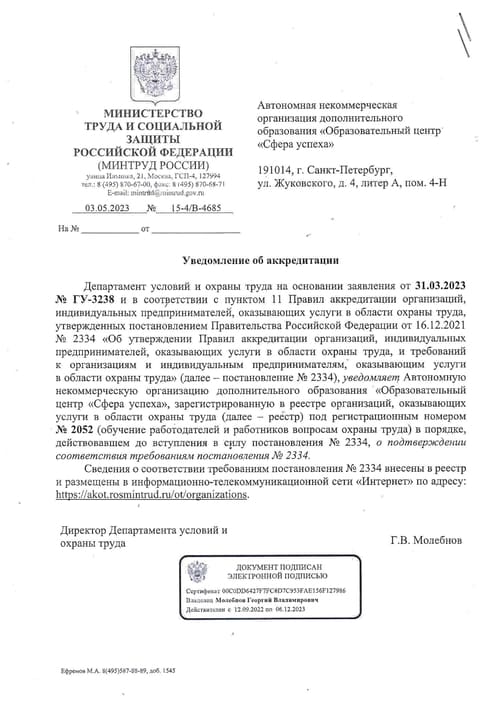 МИНИСТЕРСТВО
ТРУДА И СОЦИАЛЬНОЙ
ЗАЩИТЫ
РОССИЙСКОЙ ФЕДЕРАЦИИ
(МИНТРУД РОССИИ)
улица Ильинка, 21, Москва, ГСП-4, 127994
тел.: 8 (495) 870-67-00, факс: 8 (495) 870-68-71
E-mail: mintrud@mintrud.gov.ru
03.05.2023 № 15-4/В-4685
На № от
Автономная некоммерческая
организация дополнительного
образования «Образовательный центр
«Сфера успеха»
191014, г. Санкт-Петербург,
ул. Жуковского, д. 4, литер А, пом. 4-Н
Уведомление об аккредитации
Департамент условий и охраны труда на основании заявления от 31.03.2023
№ ГУ-3238 и в соответствии с пунктом 11 Правил аккредитации организаций,
индивидуальных предпринимателей, оказывающих услуги в области охраны труда,
утвержденных постановлением Правительства Российской Федерации от 16.12.2021
№ 2334 «Об утверждении Правил аккредитации организаций, индивидуальных
предпринимателей, оказывающих услуги в области охраны труда, и требований
к организациям и индивидуальным предпринимателям, оказывающим услуги
в области охраны труда» (далее – постановление № 2334), уведомляет Автономную
некоммерческую организацию дополнительного образования «Образовательный
центр «Сфера успеха», зарегистрированную в реестре организаций, оказывающих
услуги в области охраны труда (далее – реестр) под регистрационным номером
№ 2052 (обучение работодателей и работников вопросам охраны труда) в порядке,
действовавшем до вступления в силу постановления № 2334, о подтверждении
соответствия требованиям постановления № 2334.
Сведения о соответствии требованиям постановления № 2334 внесены в реестр
и размещены в информационно-телекоммуникационной сети «Интернет» по адресу:
https://akot.rosmintrud.ru/ot/organizations.
Директор Департамента условий и
охраны труда
Г.В. Молебнов
ДОКУМЕНТ ПОДПИСАН
ЭЛЕКТРОННОЙ ПОДПИСЬЮ
Сертификат 00C0DD6427F7FC8D7C953FAE156F127986
Владелец Молебнов Георгий Владимирович
Действителен с 12.09.2022 по 06.12.2023
Ефремов М.А. 8(495)587-88-89, доб. 1543